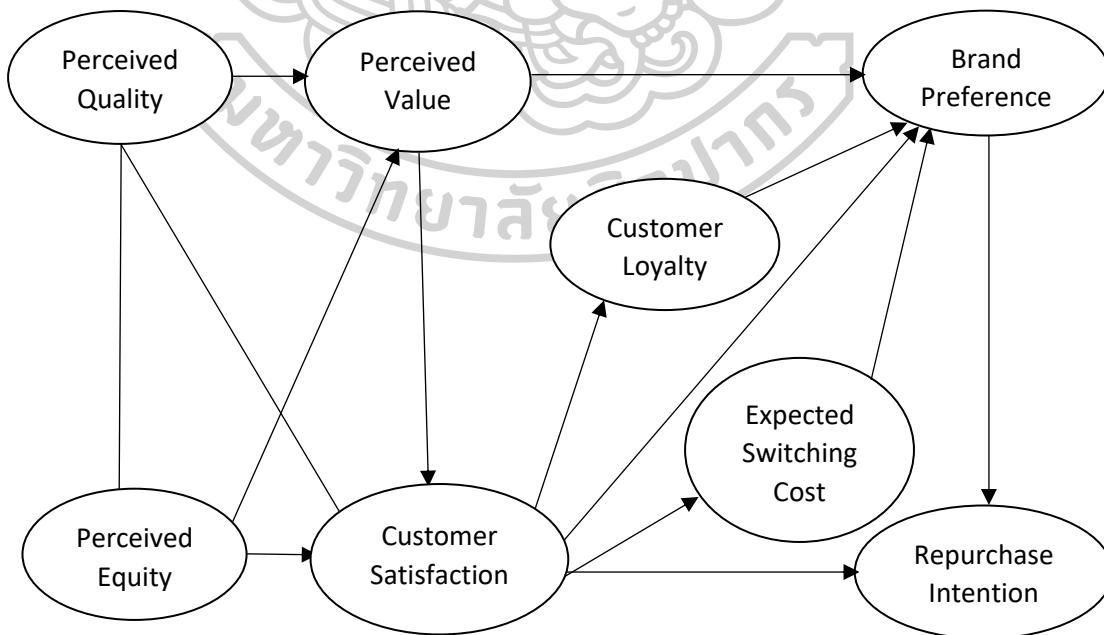 Perceived
Quality
Perceived
Value
Brand
Preference
Customer
Loyalty
Expected
Switching
Cost
Perceived
Equity
Customer
Satisfaction
Repurchase
Intention